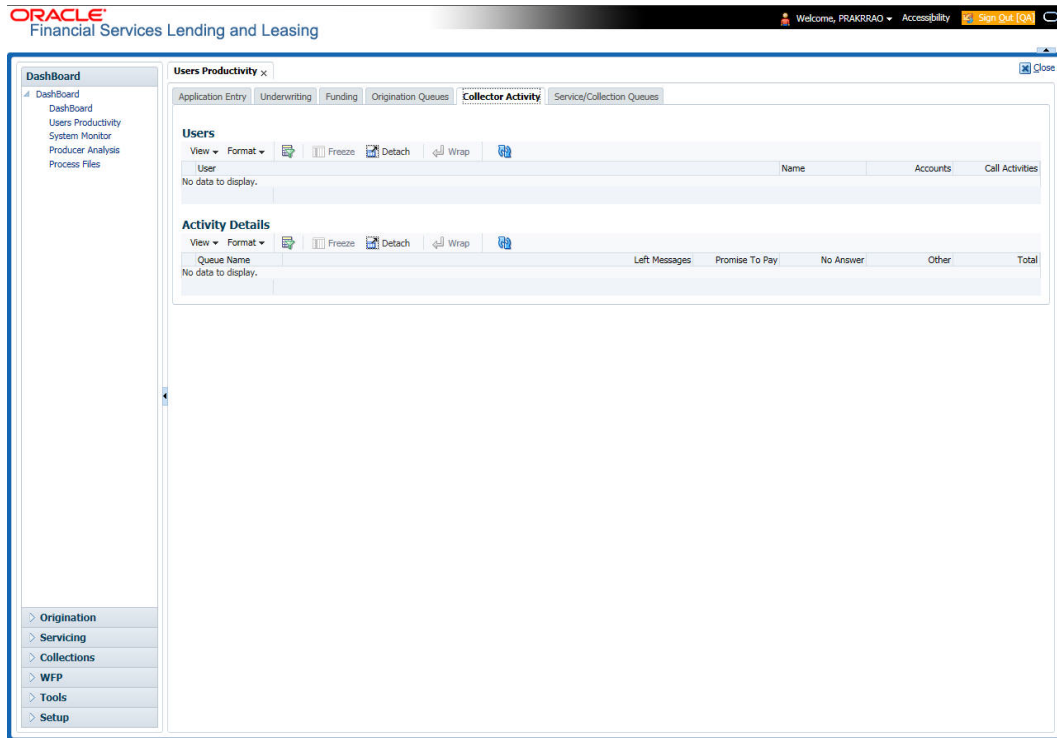 ORACLE
Financial Services Lending and Leasing
Welcome, PRAKRRAO Accessibility Sign Out [QA]
Close
DashBoard
DashBoard
DashBoard
Users Productivity
System Monitor
Producer Analysis
Process Files
Origination
Servicing
Collections
WFP
Tools
Setup
Users Productivity
Application Entry Underwriting Funding Origination Queues Collector Activity Service/Collection Queues
Users
View Format Freeze Detach Wrap
User Name Accounts Call Activities
No data to display.
Activity Details
View Format Freeze Detach Wrap
Queue Name Left Messages Promise To Pay No Answer Other Total
No data to display.